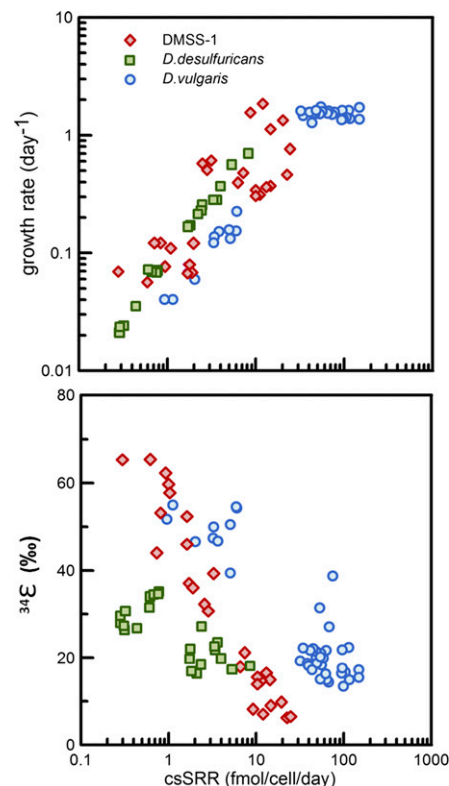 10
DMSS-1
D.desulfuricans
D.vulgaris
1
growth rate (day-1)
0.1
0.01
80
60
40
34ε (‰)
20
0
0.1 1 10 100 1000
csSRR (fmol/cell/day)